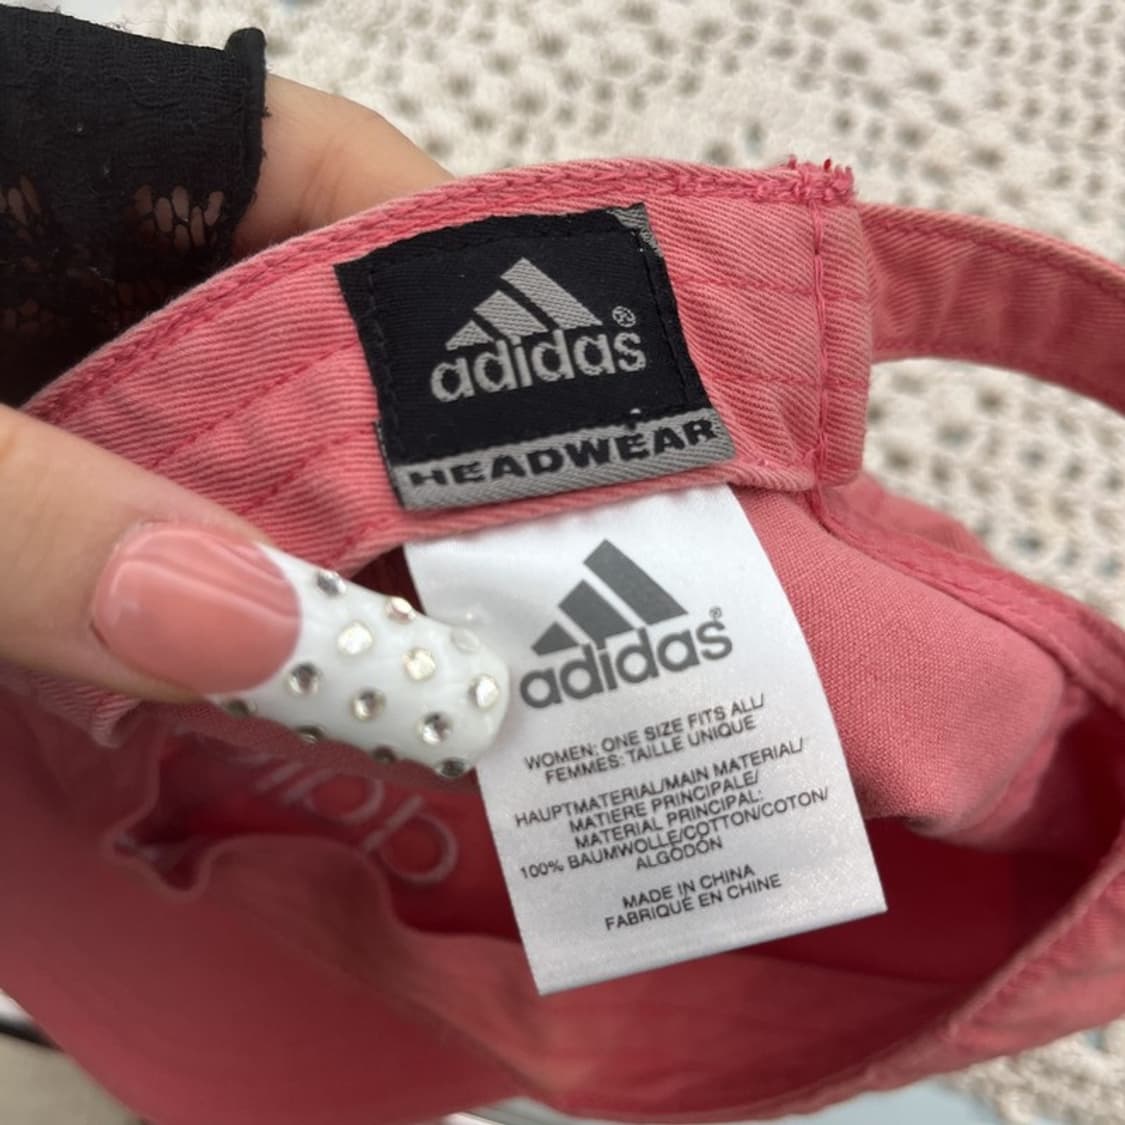 adidas®
HEADWEAR
adidas®
WOMEN: ONE SIZE FITS ALL/
FEMMES: TAILLE UNIQUE
HAUPTMATERIAL/MAIN MATERIAL/
MATIERE PRINCIPALE/
MATERIAL PRINCIPAL:
100% BAUMWOLLE/COTTON/COTON/
ALGODÓN
MADE IN CHINA
FABRIQUÉ EN CHINE